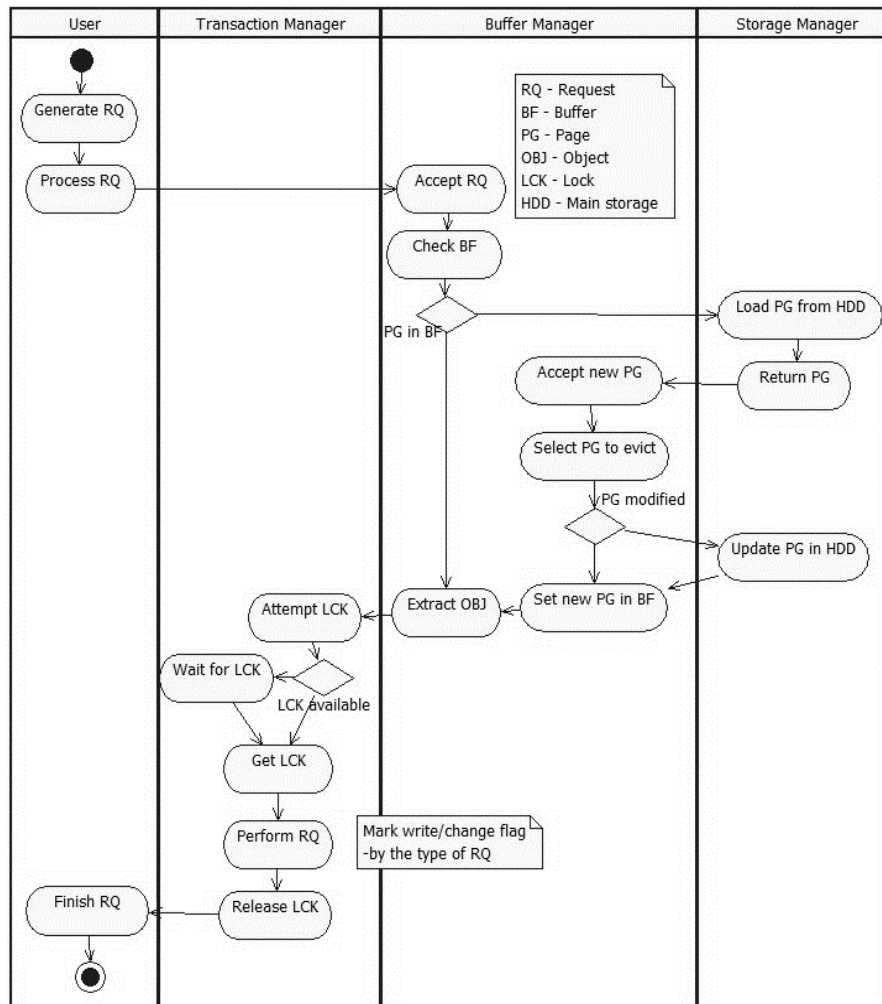 User
Transaction Manager
Buffer Manager
Storage Manager
RQ - Request
BF - Buffer
PG - Page
OBJ - Object
LCK - Lock
HDD - Main storage
Generate RQ
Process RQ
Accept RQ
Check BF
PG in BF
Load PG from HDD
Return PG
Accept new PG
Select PG to evict
PG modified
Update PG in HDD
Set new PG in BF
Extract OBJ
Attempt LCK
Wait for LCK
LCK available
Get LCK
Perform RQ
Mark write/change flag
-by the type of RQ
Release LCK
Finish RQ